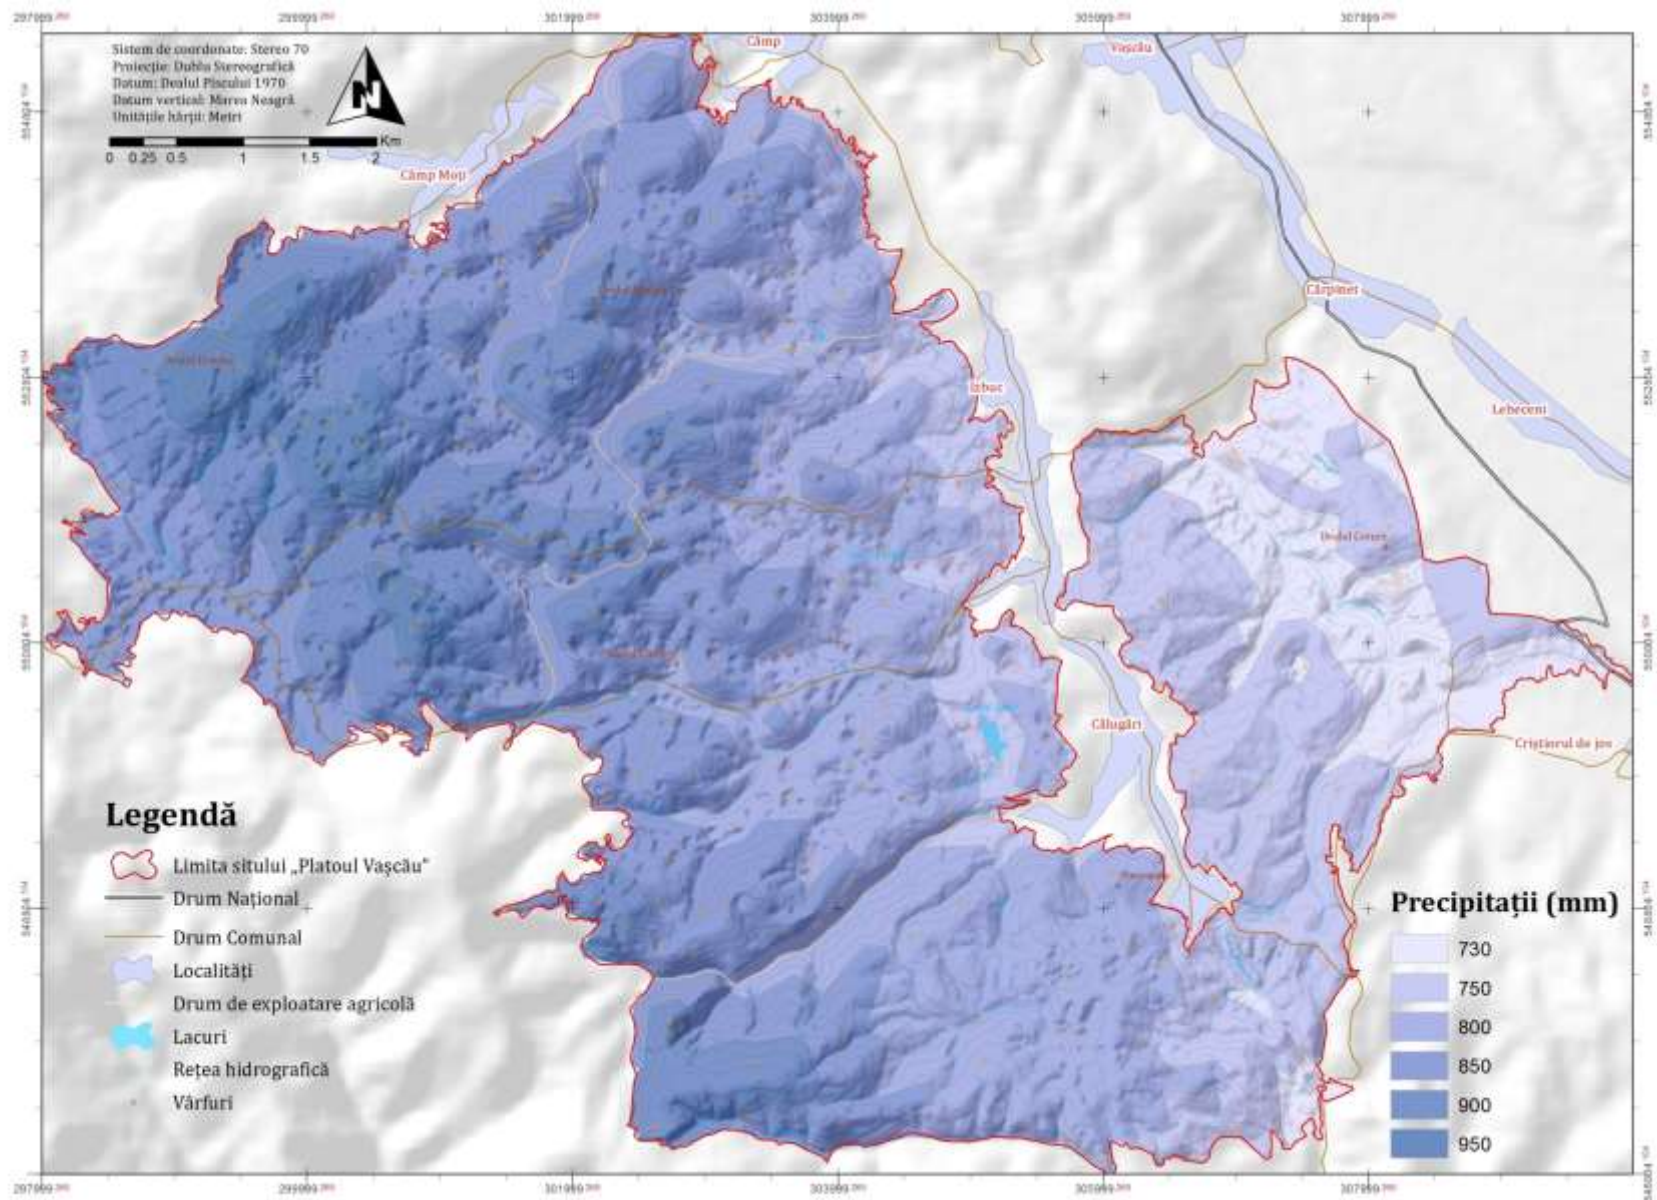 Sistem de coordonate: Stereo 70
Proiecție: Dublu Stereografică
Datum: Dealul Piscului 1970
Datum vertical: Marea Neagră
Unitățile hărții: Metri
N
Km
0 0.25 0.5 1 1.5 2
Câmp
Vașcău
Câmp Moți
Cărpinet
Izbuc
Leheceni
Călugări
Criștiorul de jos
Legendă
Limita sitului „Platoul Vașcău"
Drum Național
Drum Comunal
Localități
Drum de exploatare agricolă
Lacuri
Rețea hidrografică
Vârfuri
Precipitații (mm)
730
750
800
850
900
950